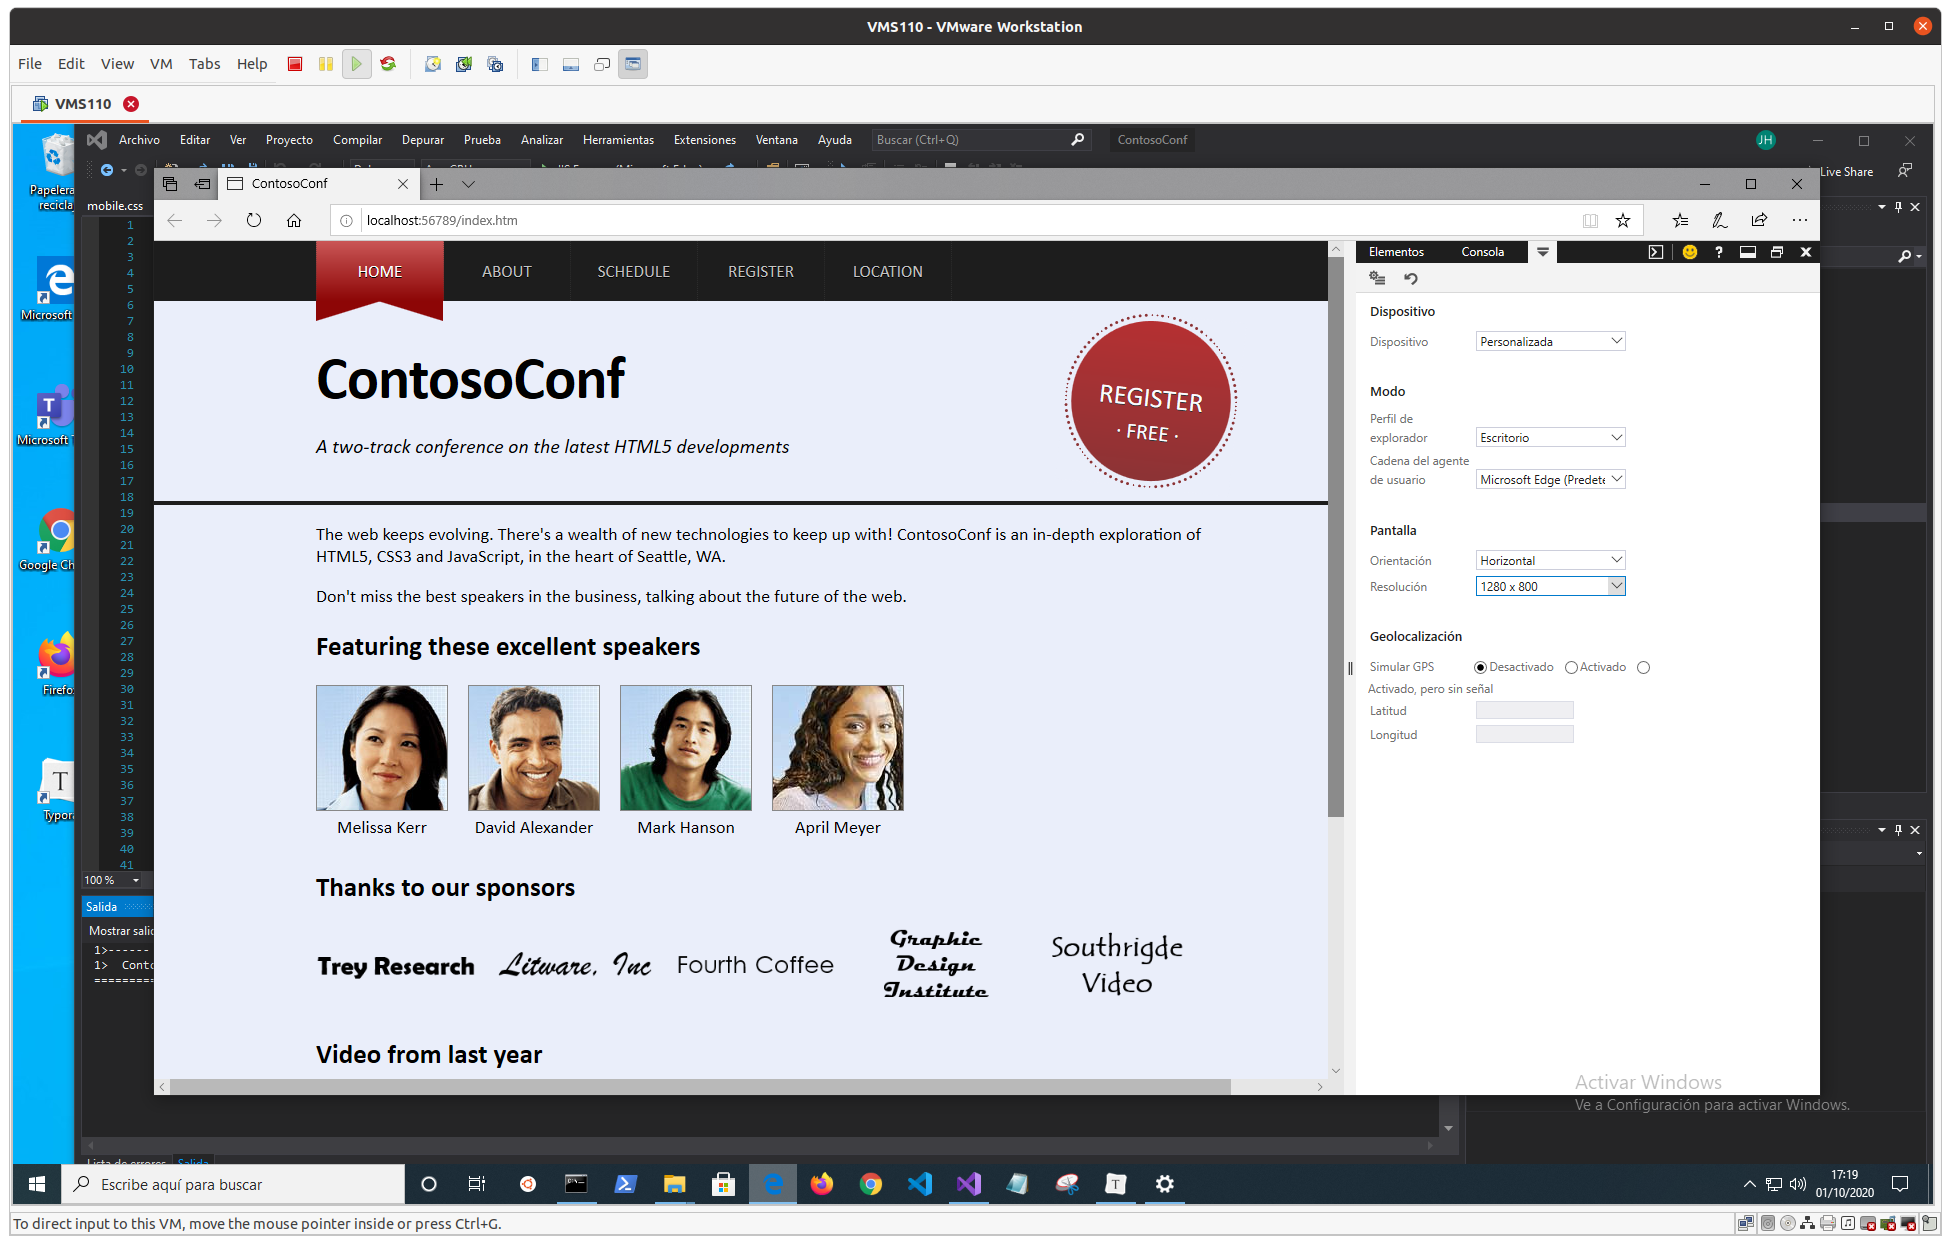 VMS110 - VMware Workstation
File Edit View VM Tabs Help
VMS110
Archivo Editar Ver Proyecto Compilar Depurar Prueba Analizar Herramientas Extensiones Ventana Ayuda Buscar (Ctrl+Q) ContosoConf JH
Live Share
Papelera
recicla
mobile.css
ContosoConf
localhost:56789/index.htm
HOME ABOUT SCHEDULE REGISTER LOCATION
ContosoConf
A two-track conference on the latest HTML5 developments
REGISTER
· FREE ·
The web keeps evolving. There's a wealth of new technologies to keep up with! ContosoConf is an in-depth exploration of
HTML5, CSS3 and JavaScript, in the heart of Seattle, WA.
Don't miss the best speakers in the business, talking about the future of the web.
Featuring these excellent speakers
Melissa Kerr David Alexander Mark Hanson April Meyer
Thanks to our sponsors
Trey Research Litware, Inc Fourth Coffee
Graphic
Design
Institute
Southrigde
Video
Video from last year
Elementos Consola
Dispositivo
Dispositivo Personalizada
Modo
Perfil de
explorador Escritorio
Cadena del agente
de usuario Microsoft Edge (Predete
Pantalla
Orientación Horizontal
Resolución 1280 x 800
Geolocalización
Simular GPS Desactivado Activado
Activado, pero sin señal
Latitud
Longitud
Activar Windows
Ve a Configuración para activar Windows.
Microsoft
Microsoft T
Google Ch
Firefo
T
Typora
1
2
3
4
5
6
7
8
9
10
11
12
13
14
15
16
17
18
19
20
21
22
23
24
25
26
27
28
29
30
31
32
33
34
35
36
37
38
39
40
41
100 %
Salida
Mostrar salid
1>------
1> Conto
=========
Lista de errores Salida
Escribe aquí para buscar
17:19
01/10/2020
To direct input to this VM, move the mouse pointer inside or press Ctrl+G.